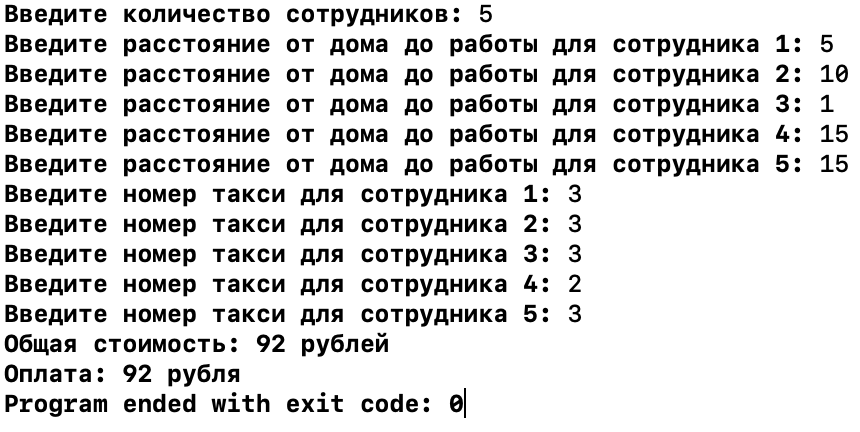 Введите количество сотрудников: 5
Введите расстояние от дома до работы для сотрудника 1: 5
Введите расстояние от дома до работы для сотрудника 2: 10
Введите расстояние от дома до работы для сотрудника 3: 1
Введите расстояние от дома до работы для сотрудника 4: 15
Введите расстояние от дома до работы для сотрудника 5: 15
Введите номер такси для сотрудника 1: 3
Введите номер такси для сотрудника 2: 3
Введите номер такси для сотрудника 3: 3
Введите номер такси для сотрудника 4: 2
Введите номер такси для сотрудника 5: 3
Общая стоимость: 92 рублей
Оплата: 92 рубля
Program ended with exit code: 0